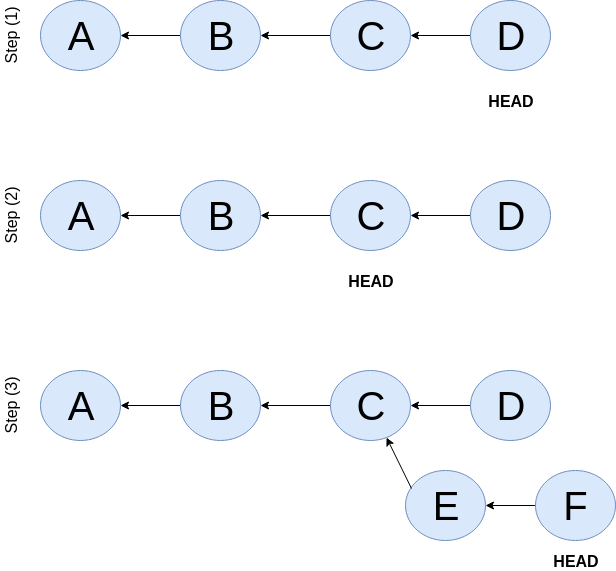 Step (1)
A B C D
HEAD
Step (2)
A B C D
HEAD
Step (3)
A B C D
E F
HEAD